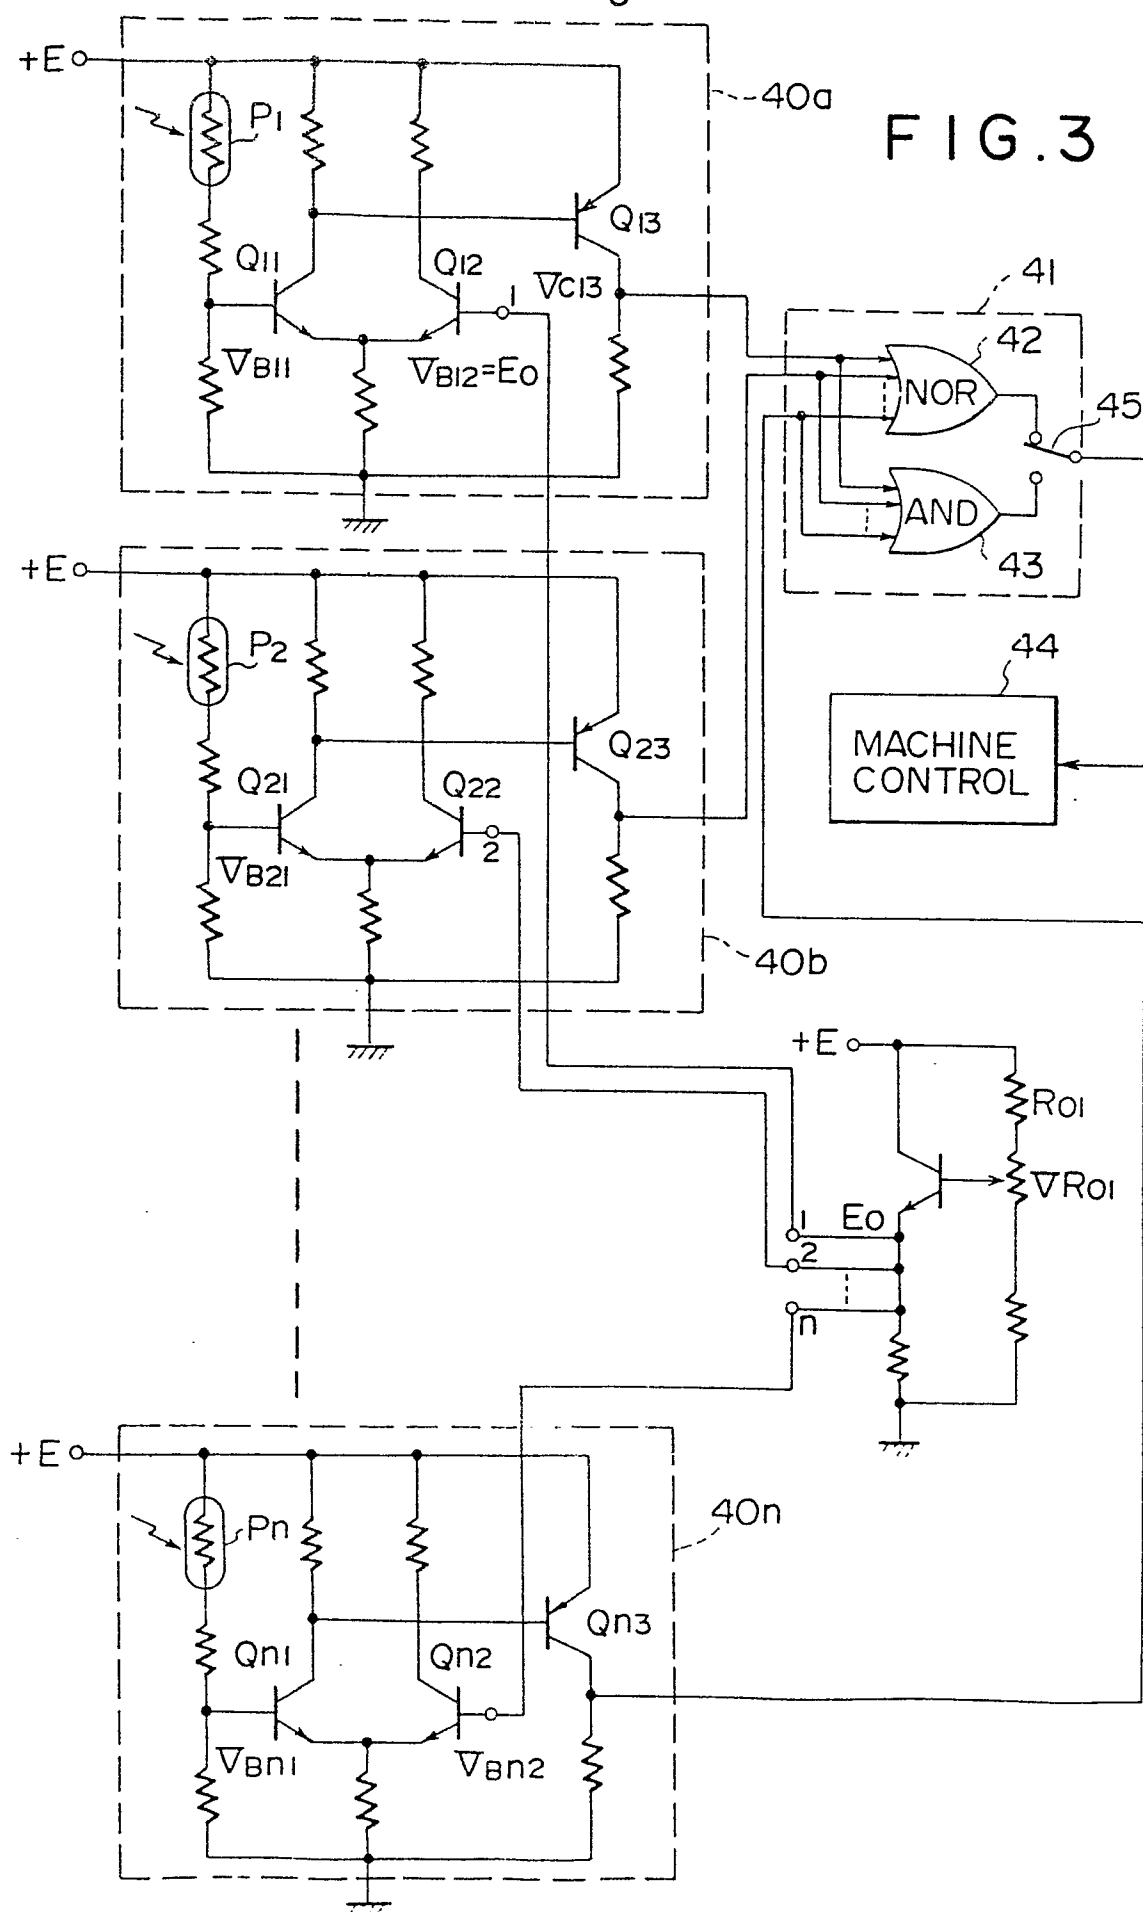 +E
40a
P1
FIG.3
Q11
Q12
Q13
1
VC13
VB11
VB12=E0
41
42
NOR
45
AND
43
+E
P2
44
MACHINE
CONTROL
Q21
Q22
Q23
2
VB21
40b
+E
R01
VR01
1
E0
2
n
+E
40n
Pn
Qn1
Qn2
Qn3
VBn1
VBn2